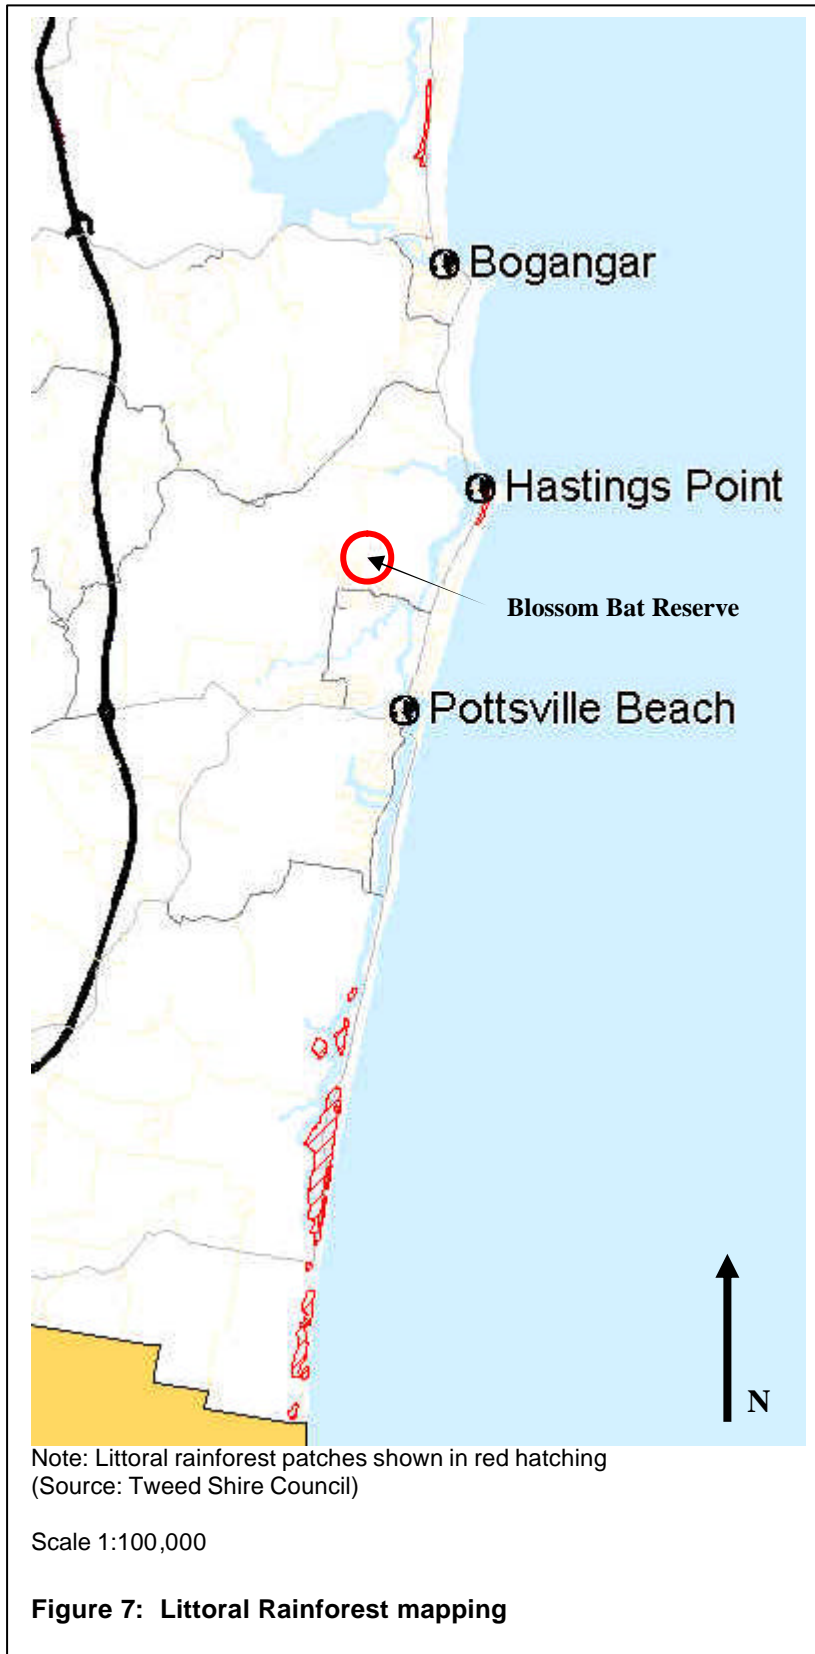 Bogangar
Hastings Point
Blossom Bat Reserve
Pottsville Beach
N
Note: Littoral rainforest patches shown in red hatching
(Source: Tweed Shire Council)
Scale 1:100,000
Figure 7: Littoral Rainforest mapping